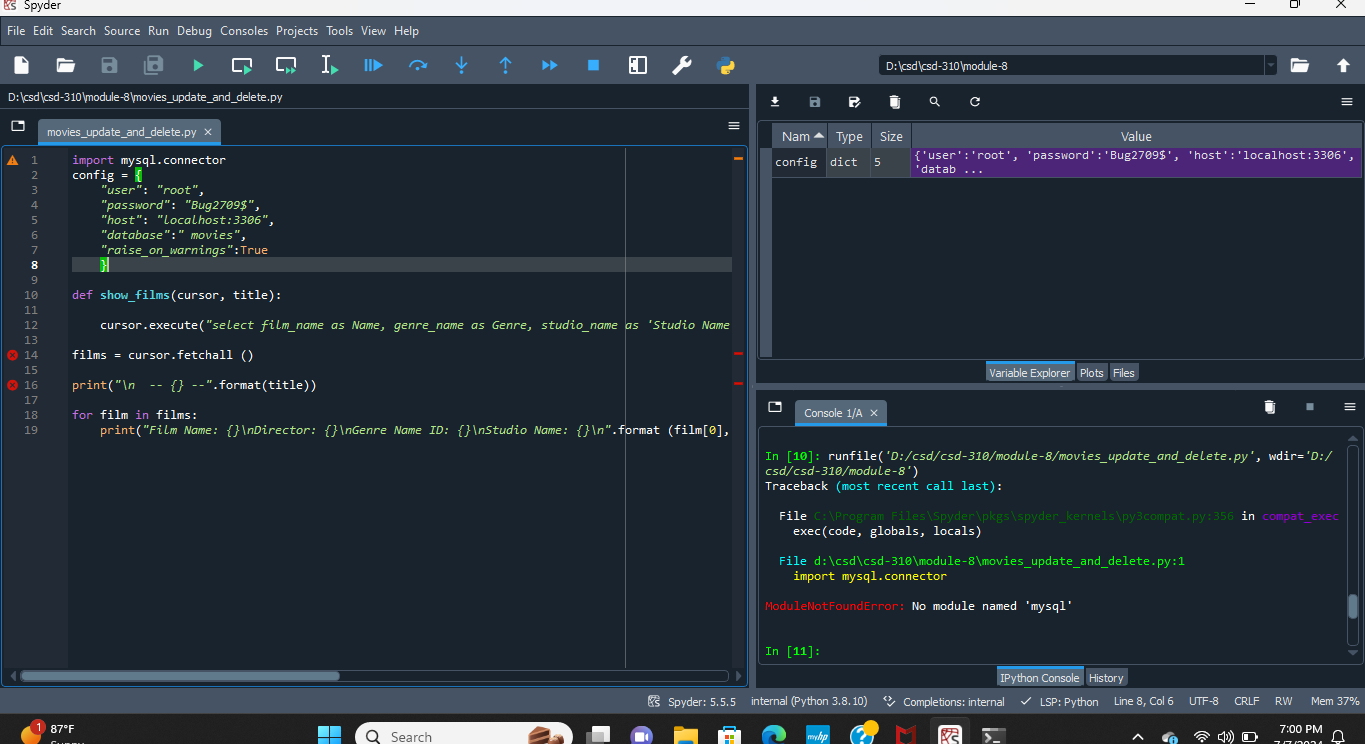 Spyder
File Edit Search Source Run Debug Consoles Projects Tools View Help
D:\csd\csd-310\module-8
D:\csd\csd-310\module-8\movies_update_and_delete.py
movies_update_and_delete.py
1 import mysql.connector
2 config = {
3 "user": "root",
4 "password": "Bug2709$",
5 "host": "localhost:3306",
6 "database":" movies",
7 "raise_on_warnings":True
8 }
9
10 def show_films(cursor, title):
11
12 cursor.execute("select film_name as Name, genre_name as Genre, studio_name as 'Studio Name
13
14 films = cursor.fetchall ()
15
16 print("\n  -- {} --".format(title))
17
18 for film in films:
19 print("Film Name: {}\nDirector: {}\nGenre Name ID: {}\nStudio Name: {}\n".format (film[0],
Nam Type Size Value
config dict 5 {'user':'root', 'password':'Bug2709$', 'host':'localhost:3306',
'datab ...
Variable Explorer Plots Files
Console 1/A
In [10]: runfile('D:/csd/csd-310/module-8/movies_update_and_delete.py', wdir='D:/
csd/csd-310/module-8')
Traceback (most recent call last):
File C:\Program Files\Spyder\pkgs\spyder_kernels\py3compat.py:356 in compat_exec
exec(code, globals, locals)
File d:\csd\csd-310\module-8\movies_update_and_delete.py:1
import mysql.connector
ModuleNotFoundError: No module named 'mysql'
In [11]:
IPython Console History
Spyder: 5.5.5 internal (Python 3.8.10) Completions: internal LSP: Python Line 8, Col 6 UTF-8 CRLF RW Mem 37%
1 87°F
Sunny
Search
myhp
7:00 PM
7/7/2024